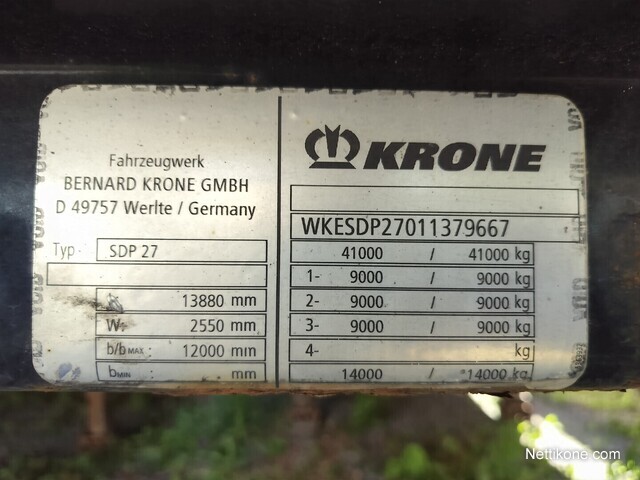 Fahrzeugwerk
BERNARD KRONE GMBH
D 49757 Werlte / Germany
Typ SDP 27
13880 mm
W 2550 mm
b/b MAX : 12000 mm
b MIN : mm
KRONE
WKESDP27011379667
41000 / 41000 kg
1- 9000 / 9000 kg
2- 9000 / 9000 kg
3- 9000 / 9000 kg
4- kg
14000 / 14000 kg
Nettikone.com